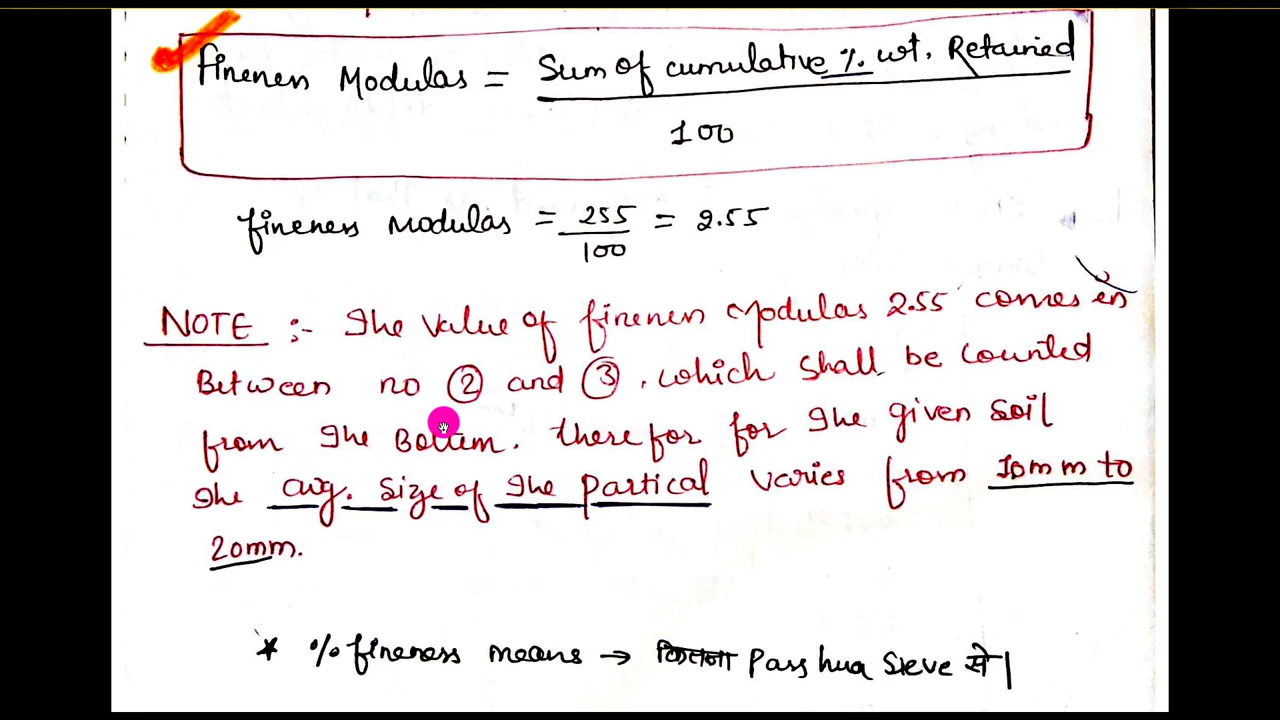 Fineness Modulas = Sum of cumulative % wt. Retained
100
fineness modulas = 255 = 2.55
100
NOTE :- The value of fineness Modulas 2.55 comes in
Between no 2 and 3, which shall be counted
from the Bottem. therefor for the given soil
the avg. size of the partical varies from 10mm to
20mm.
* % fineness means → कितना Pass hua sieve से।